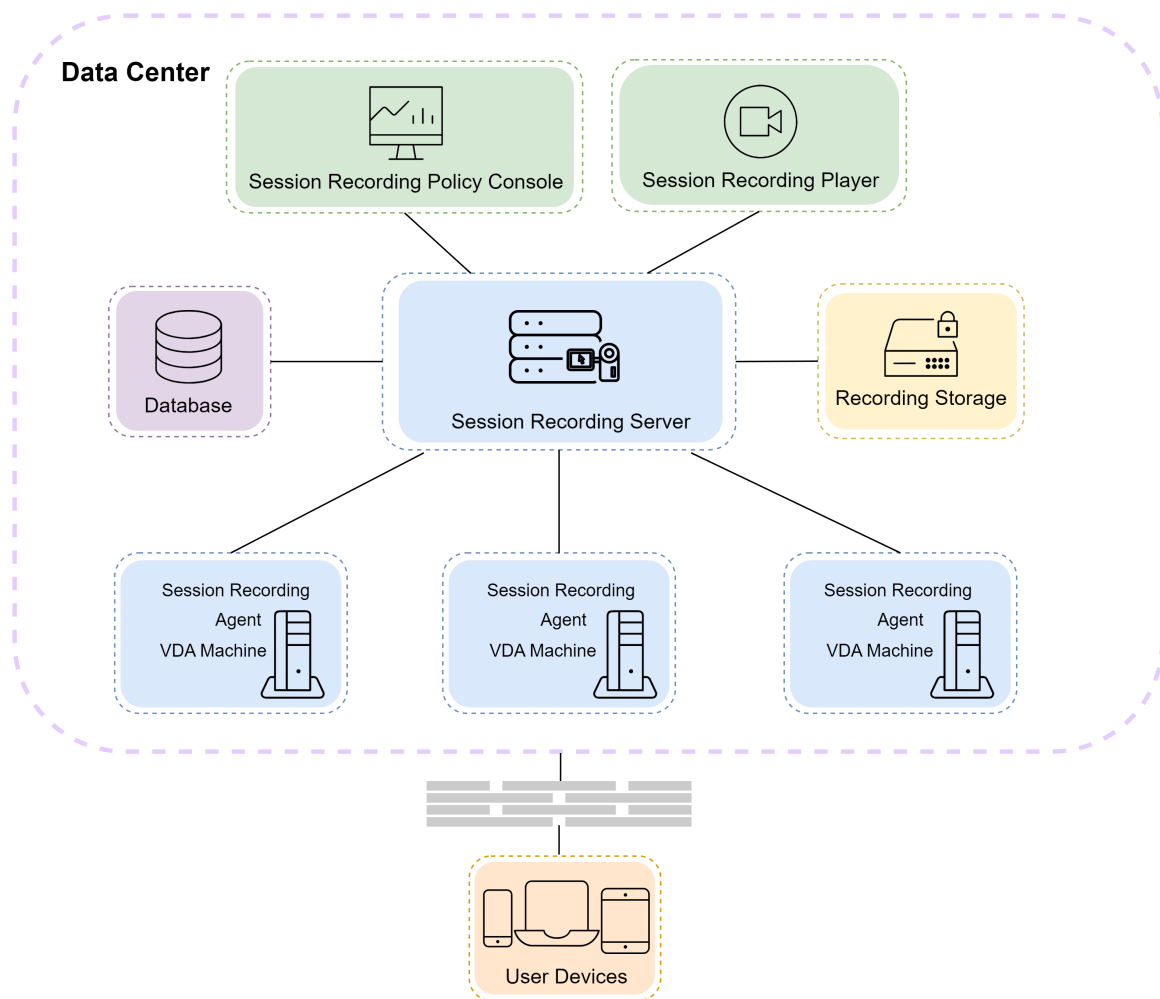 Data Center
Session Recording Policy Console
Session Recording Player
Database
Session Recording Server
Recording Storage
Session Recording
Agent
VDA Machine
Session Recording
Agent
VDA Machine
Session Recording
Agent
VDA Machine
User Devices